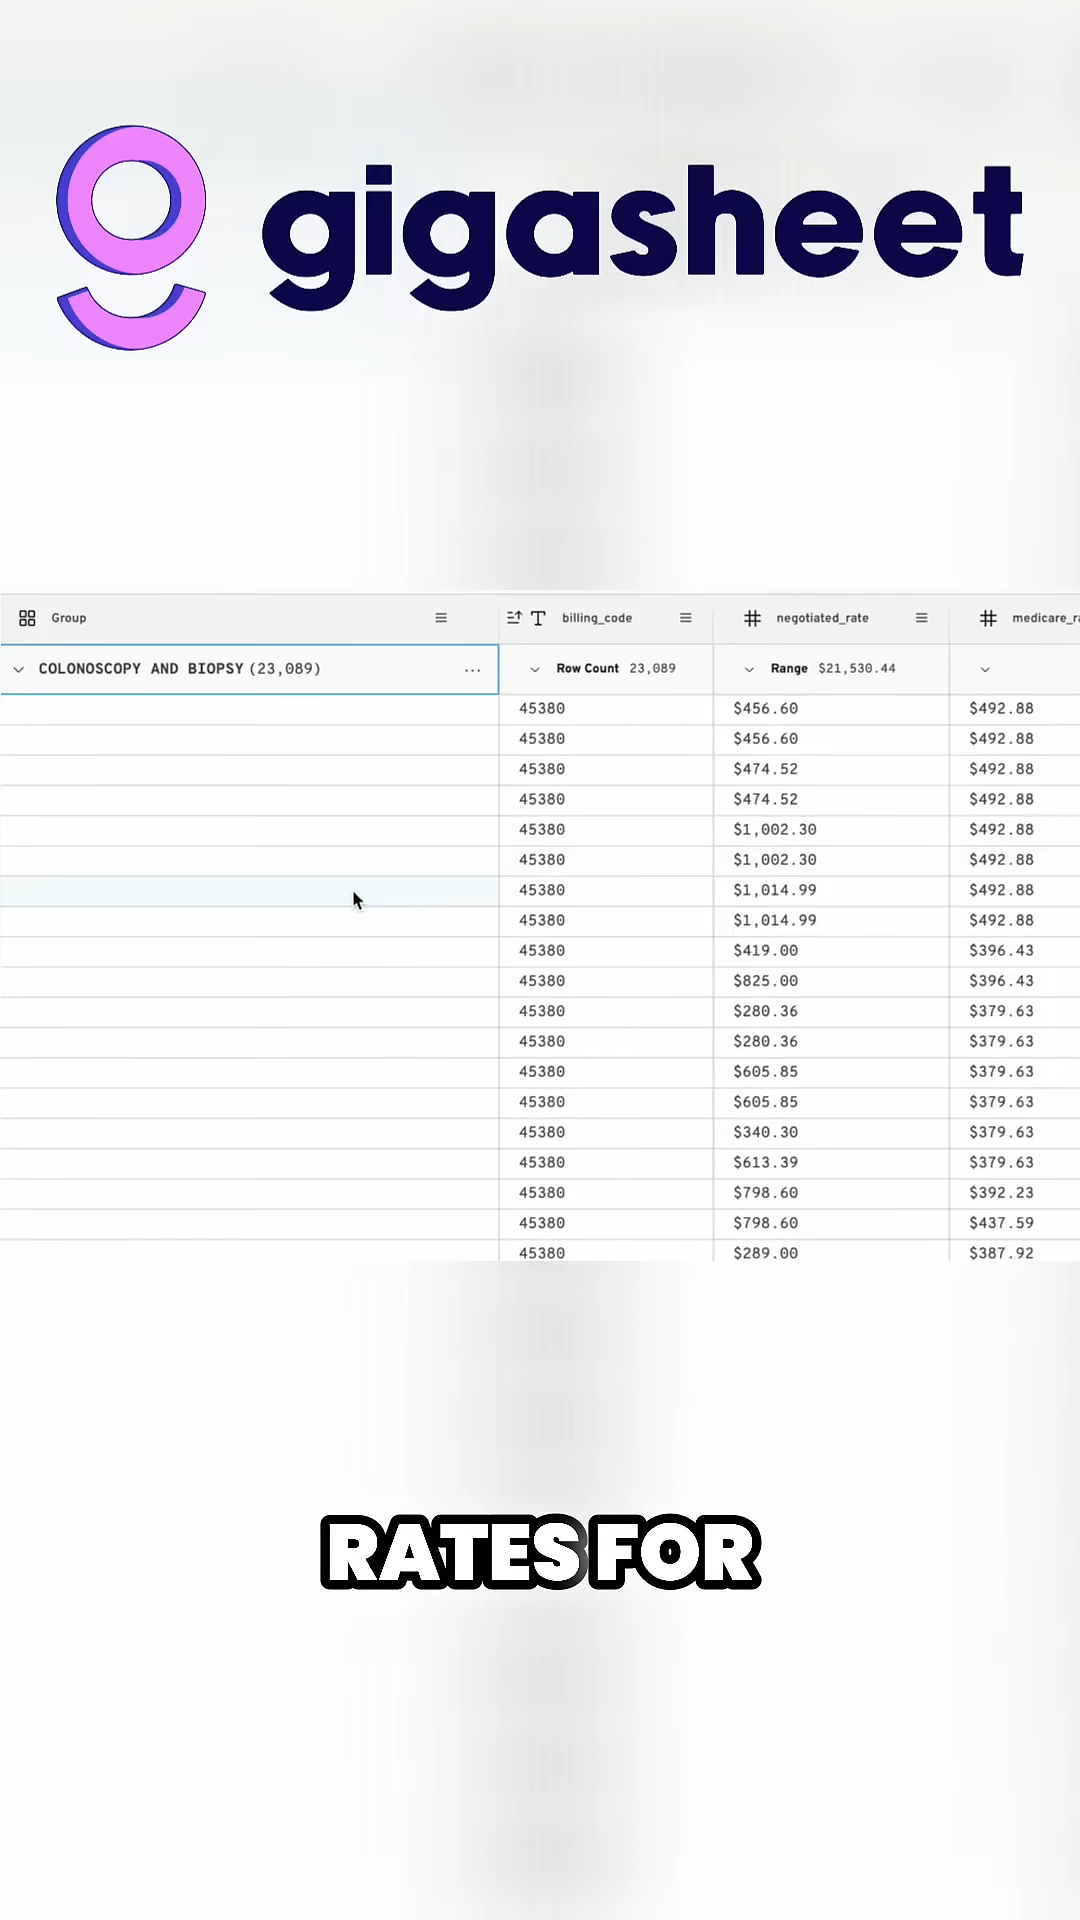 gigasheet
Group billing_code negotiated_rate medicare_ra
COLONOSCOPY AND BIOPSY (23,089) ... Row Count 23,089 Range $21,530.44
45380 $456.60 $492.88
45380 $456.60 $492.88
45380 $474.52 $492.88
45380 $474.52 $492.88
45380 $1,002.30 $492.88
45380 $1,002.30 $492.88
45380 $1,014.99 $492.88
45380 $1,014.99 $492.88
45380 $419.00 $396.43
45380 $825.00 $396.43
45380 $280.36 $379.63
45380 $280.36 $379.63
45380 $605.85 $379.63
45380 $605.85 $379.63
45380 $340.30 $379.63
45380 $613.39 $379.63
45380 $798.60 $392.23
45380 $798.60 $437.59
45380 $289.00 $387.92
RATES FOR